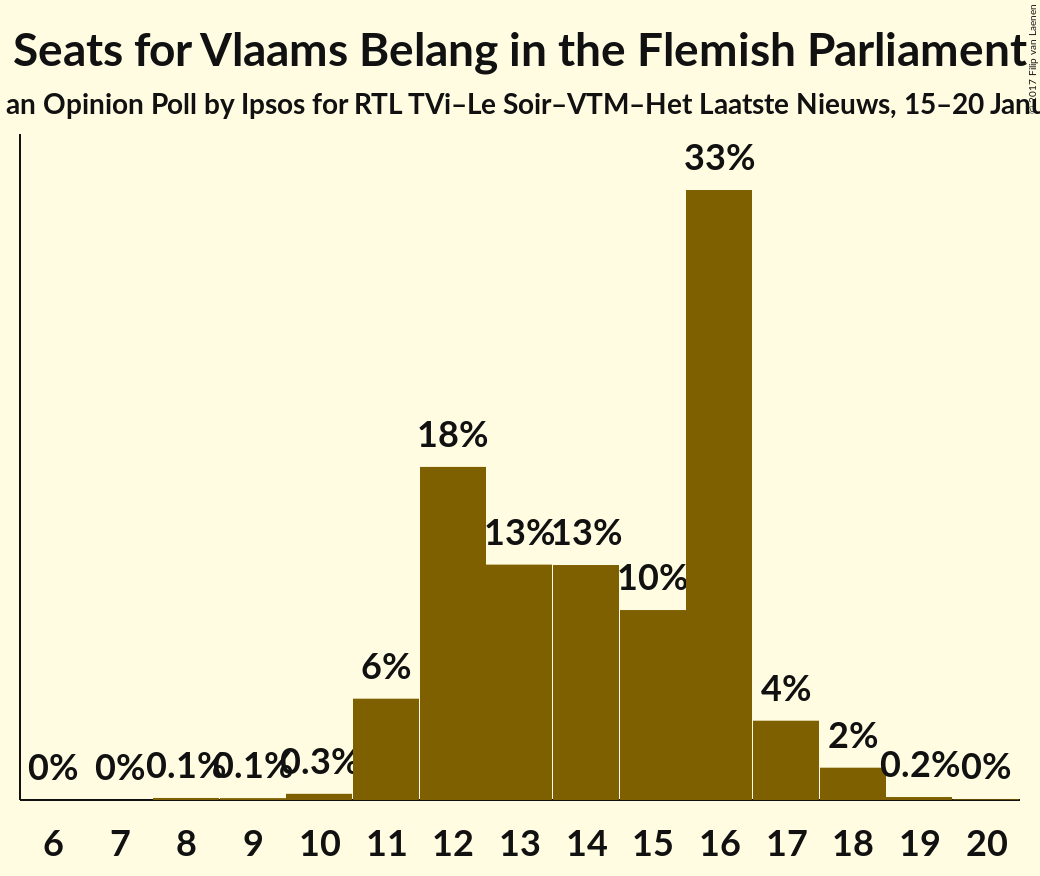 Seats for Vlaams Belang in the Flemish Parliament
an Opinion Poll by Ipsos for RTL TVi–Le Soir–VTM–Het Laatste Nieuws, 15–20 Janu
© 2017 Filip van Laenen
33%
18%
13% 13%
10%
6%
4%
2%
0% 0% 0.1% 0.1% 0.3% 0.2% 0%
6 7 8 9 10 11 12 13 14 15 16 17 18 19 20